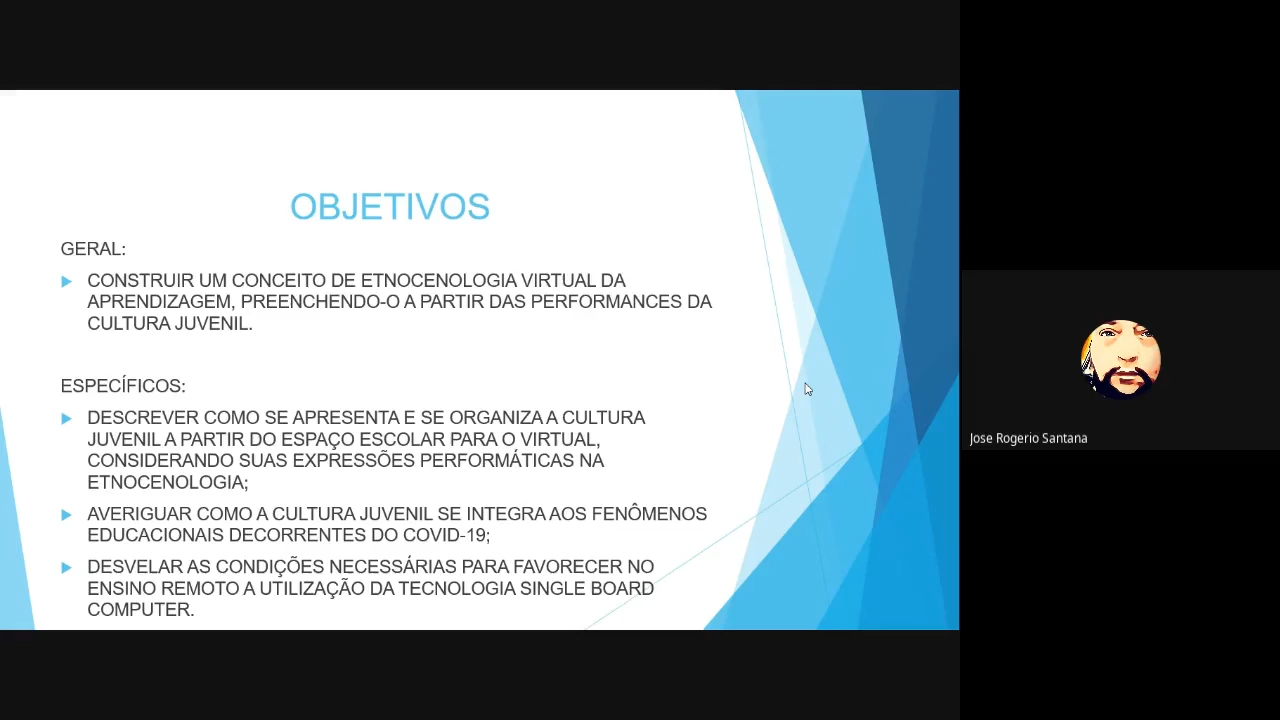 OBJETIVOS
GERAL:
CONSTRUIR UM CONCEITO DE ETNOCENOLOGIA VIRTUAL DA
APRENDIZAGEM, PREENCHENDO-O A PARTIR DAS PERFORMANCES DA
CULTURA JUVENIL.
ESPECÍFICOS:
DESCREVER COMO SE APRESENTA E SE ORGANIZA A CULTURA
JUVENIL A PARTIR DO ESPAÇO ESCOLAR PARA O VIRTUAL,
CONSIDERANDO SUAS EXPRESSÕES PERFORMÁTICAS NA
ETNOCENOLOGIA;
AVERIGUAR COMO A CULTURA JUVENIL SE INTEGRA AOS FENÔMENOS
EDUCACIONAIS DECORRENTES DO COVID-19;
DESVELAR AS CONDIÇÕES NECESSÁRIAS PARA FAVORECER NO
ENSINO REMOTO A UTILIZAÇÃO DA TECNOLOGIA SINGLE BOARD
COMPUTER.
Jose Rogerio Santana